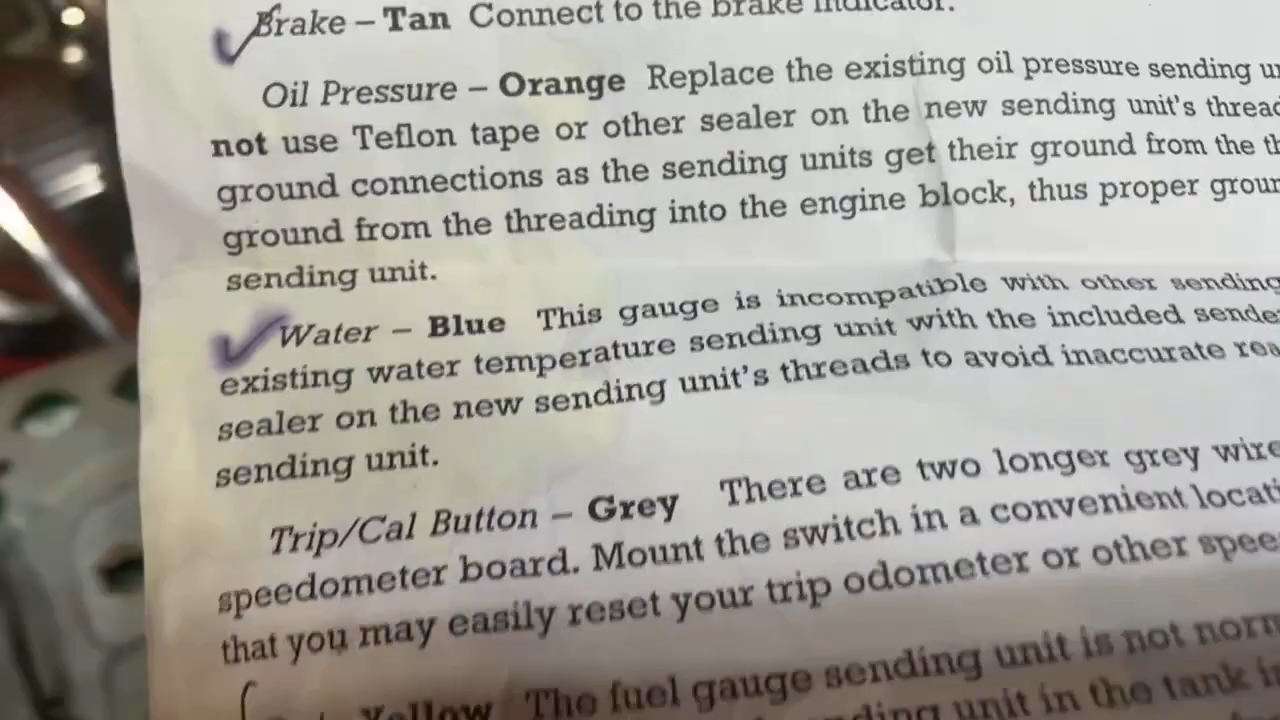 Brake – Tan Connect to the brake indicator.
Oil Pressure – Orange Replace the existing oil pressure sending
not use Teflon tape or other sealer on the new sending unit's
ground connections as the sending units get their ground from the
ground from the threading into the engine block, thus proper
sending unit.
Water – Blue This gauge is incompatible with other sending
existing water temperature sending unit with the included
sealer on the new sending unit's threads to avoid inaccurate
sending unit.
Trip/Cal Button – Grey There are two longer grey
speedometer board. Mount the switch in a convenient
that you may easily reset your trip odometer or other
Yellow The fuel gauge sending unit is not
unit in the tank